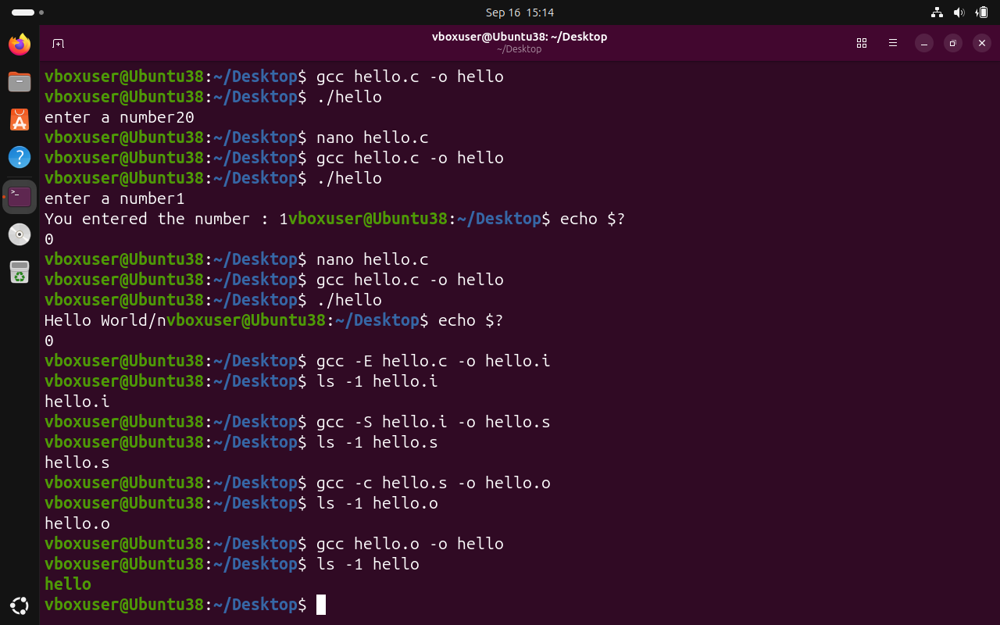 Sep 16 15:14
vboxuser@Ubuntu38: ~/Desktop
~/Desktop
vboxuser@Ubuntu38:~/Desktop$ gcc hello.c -o hello
vboxuser@Ubuntu38:~/Desktop$ ./hello
enter a number20
vboxuser@Ubuntu38:~/Desktop$ nano hello.c
vboxuser@Ubuntu38:~/Desktop$ gcc hello.c -o hello
vboxuser@Ubuntu38:~/Desktop$ ./hello
enter a number1
You entered the number : 1vboxuser@Ubuntu38:~/Desktop$ echo $?
0
vboxuser@Ubuntu38:~/Desktop$ nano hello.c
vboxuser@Ubuntu38:~/Desktop$ gcc hello.c -o hello
vboxuser@Ubuntu38:~/Desktop$ ./hello
Hello World/nvboxuser@Ubuntu38:~/Desktop$ echo $?
0
vboxuser@Ubuntu38:~/Desktop$ gcc -E hello.c -o hello.i
vboxuser@Ubuntu38:~/Desktop$ ls -1 hello.i
hello.i
vboxuser@Ubuntu38:~/Desktop$ gcc -S hello.i -o hello.s
vboxuser@Ubuntu38:~/Desktop$ ls -1 hello.s
hello.s
vboxuser@Ubuntu38:~/Desktop$ gcc -c hello.s -o hello.o
vboxuser@Ubuntu38:~/Desktop$ ls -1 hello.o
hello.o
vboxuser@Ubuntu38:~/Desktop$ gcc hello.o -o hello
vboxuser@Ubuntu38:~/Desktop$ ls -1 hello
hello
vboxuser@Ubuntu38:~/Desktop$